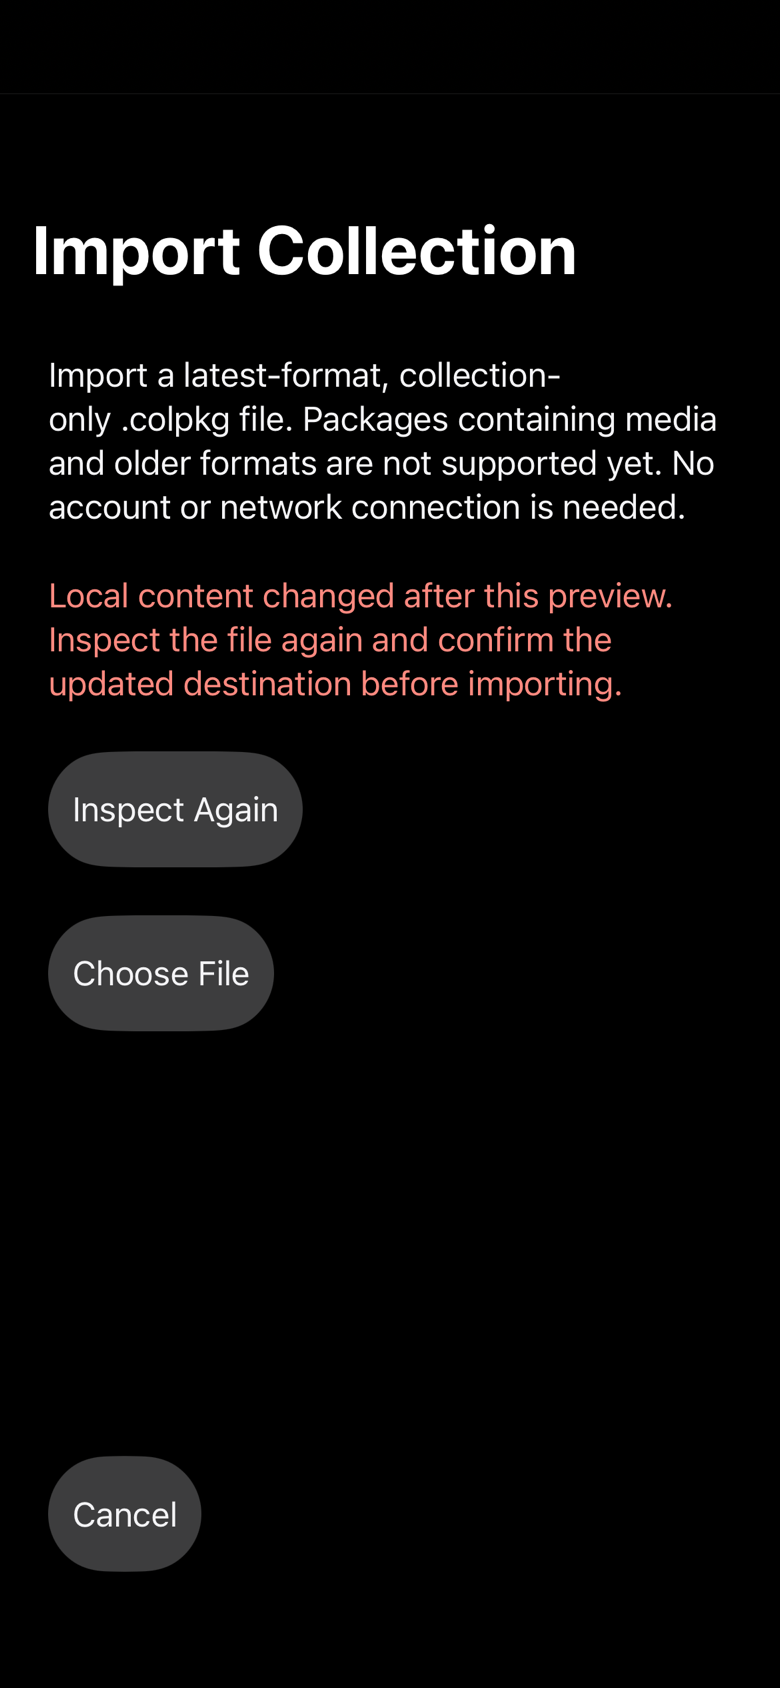 Import Collection
Import a latest-format, collection-
only .colpkg file. Packages containing media
and older formats are not supported yet. No
account or network connection is needed.
Local content changed after this preview.
Inspect the file again and confirm the
updated destination before importing.
Inspect Again
Choose File
Cancel